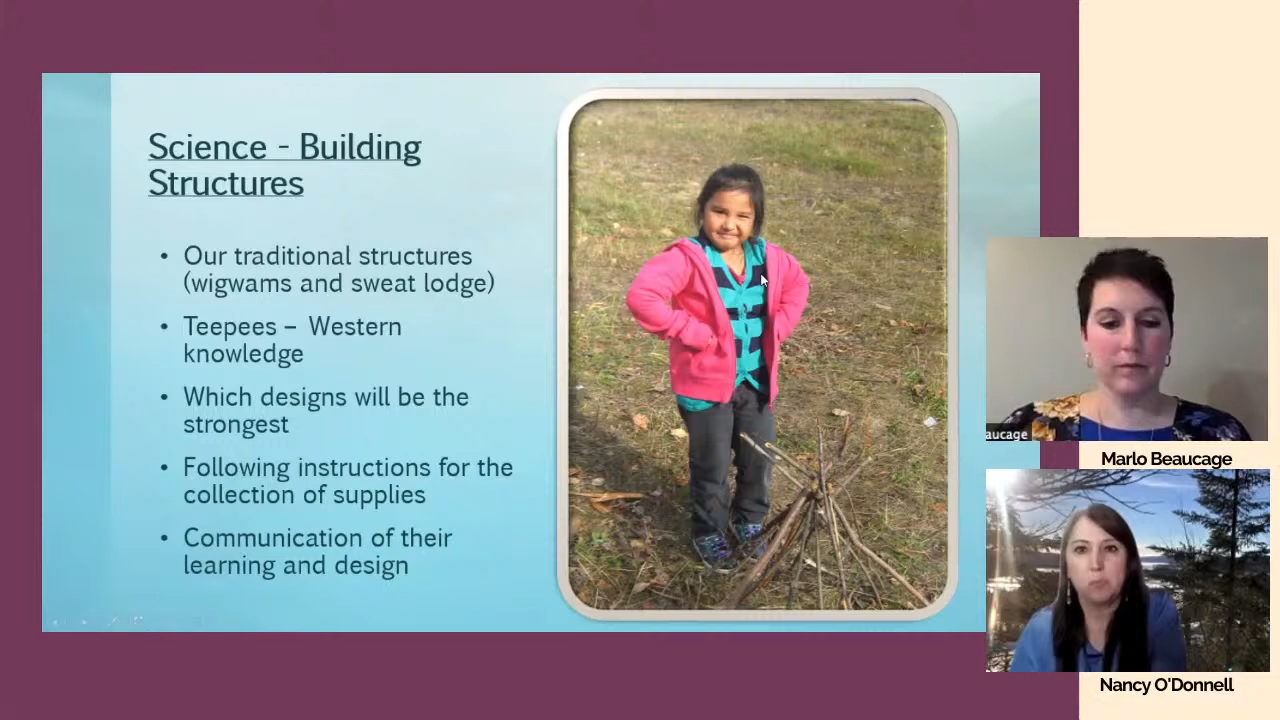 Science - Building
Structures
• Our traditional structures
(wigwams and sweat lodge)
• Teepees – Western
knowledge
• Which designs will be the
strongest
• Following instructions for the
collection of supplies
• Communication of their
learning and design
aucage
Marlo Beaucage
Nancy O'Donnell